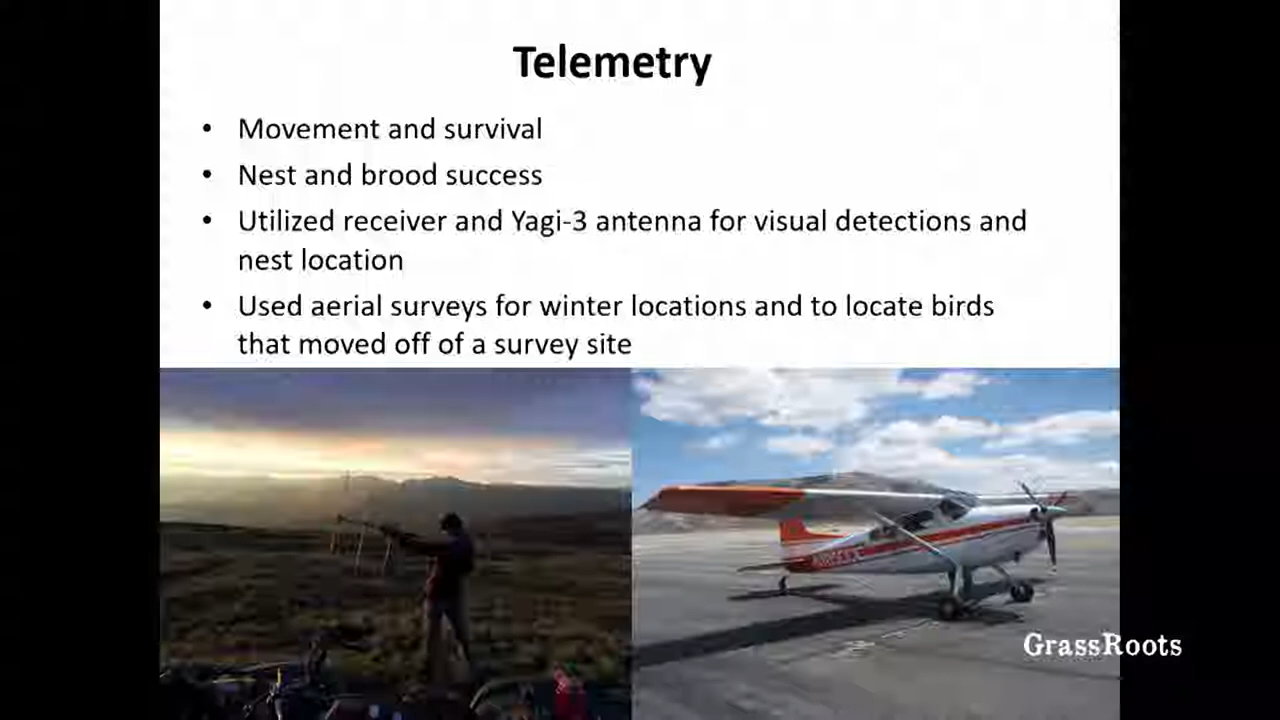 Telemetry
• Movement and survival
• Nest and brood success
• Utilized receiver and Yagi-3 antenna for visual detections and
nest location
• Used aerial surveys for winter locations and to locate birds
that moved off of a survey site
GrassRoots